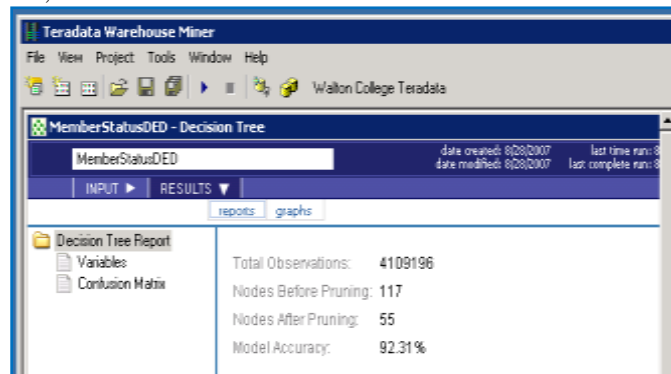 Teradata Warehouse Miner
File View Project Tools Window Help
Walton College Teradata
MemberStatusDED - Decision Tree
MemberStatusDED
date created: 8/28/2007 last time run: 8
date modified: 8/28/2007 last complete run: 8
INPUT RESULTS
reports graphs
Decision Tree Report
Variables
Confusion Matrix
Total Observations: 4109196
Nodes Before Pruning: 117
Nodes After Pruning: 55
Model Accuracy: 92.31%